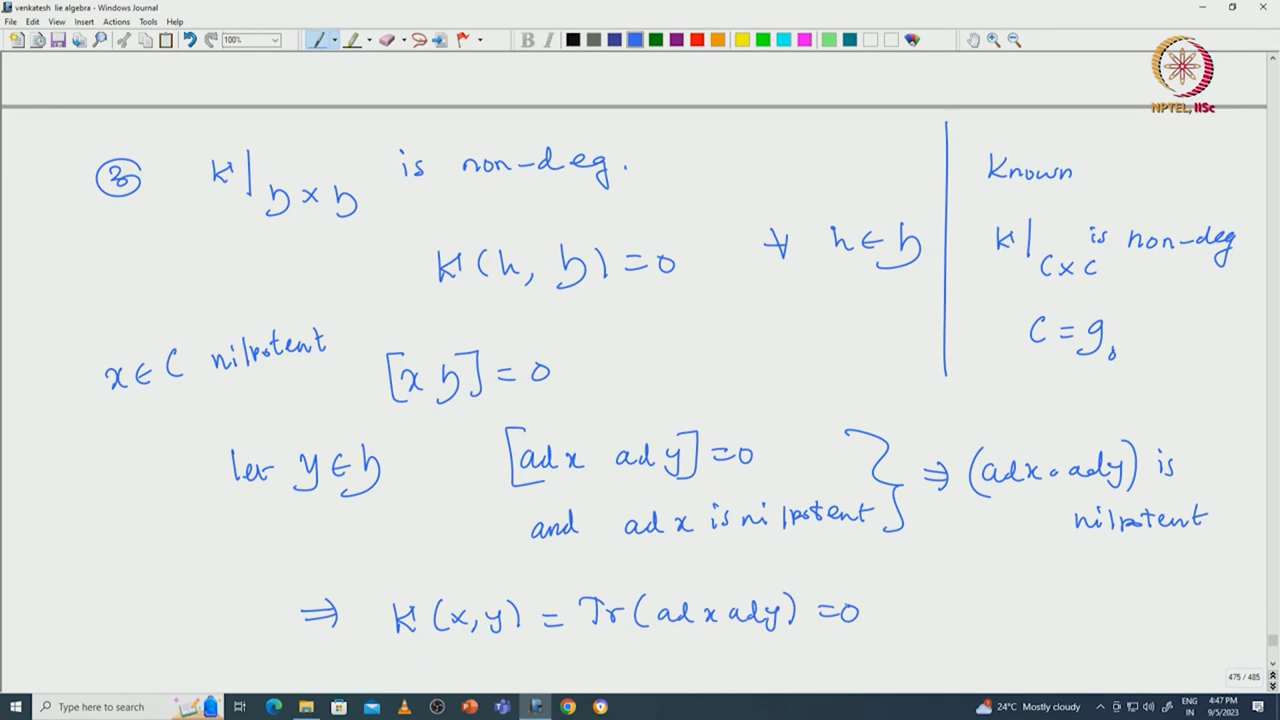 venkatesh lie algebra - Windows Journal
File Edit View Insert Actions Tools Help
100%
B I
NPTEL, IISc
③ κ|_{𝔥×𝔥} is non-deg.
κ(h, 𝔥) = 0 ∀ h ∈ 𝔥
Known
κ|_{C×C} is non-deg
C = g₀
x ∈ C nilpotent [x 𝔥] = 0
let y ∈ 𝔥 [ad x ad y] = 0
and ad x is nilpotent } ⇒ (ad x ∘ ad y) is
nilpotent
⇒ κ(x, y) = Tr(ad x ad y) = 0
475 / 485
Type here to search
24°C Mostly cloudy
ENG
IN
4:47 PM
9/5/2023